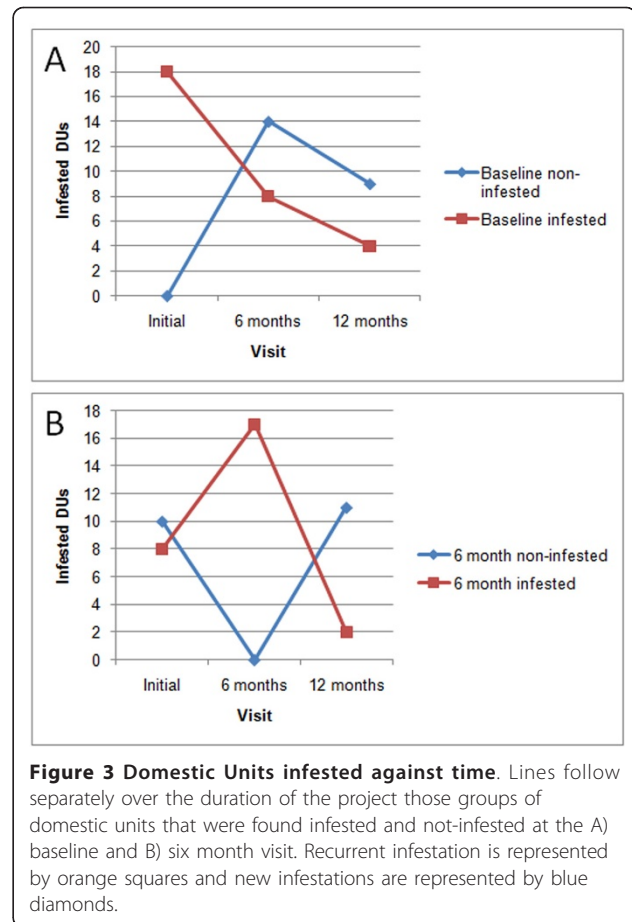 A
20
18
16
14
12
10
8
6
4
2
0
Infested DUs
Initial
6 months
12 months
Visit
Baseline non-
infested
Baseline infested
B
18
16
14
12
10
8
6
4
2
0
Infested DUs
Initial
6 months
12 months
Visit
6 month non-infested
6 month infested
Figure 3 Domestic Units infested against time. Lines follow
separately over the duration of the project those groups of
domestic units that were found infested and not-infested at the A)
baseline and B) six month visit. Recurrent infestation is represented
by orange squares and new infestations are represented by blue
diamonds.